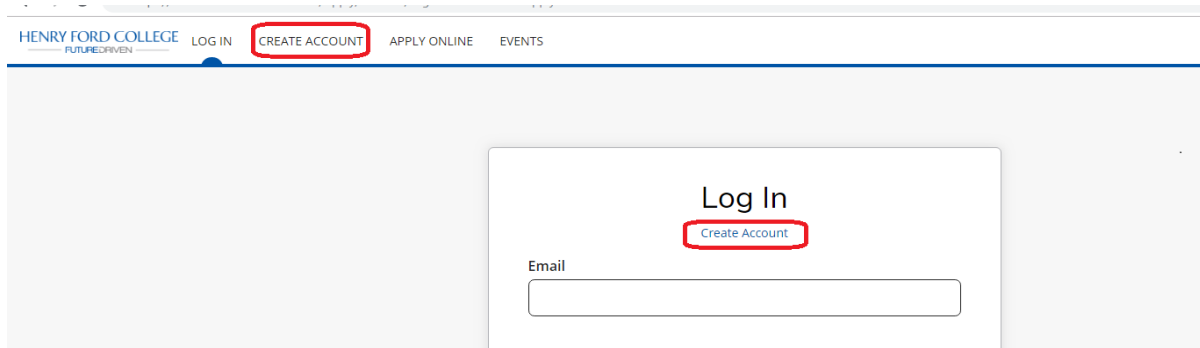 HENRY FORD COLLEGE
FUTUREDRIVEN
LOG IN CREATE ACCOUNT APPLY ONLINE EVENTS
Log In
Create Account
Email